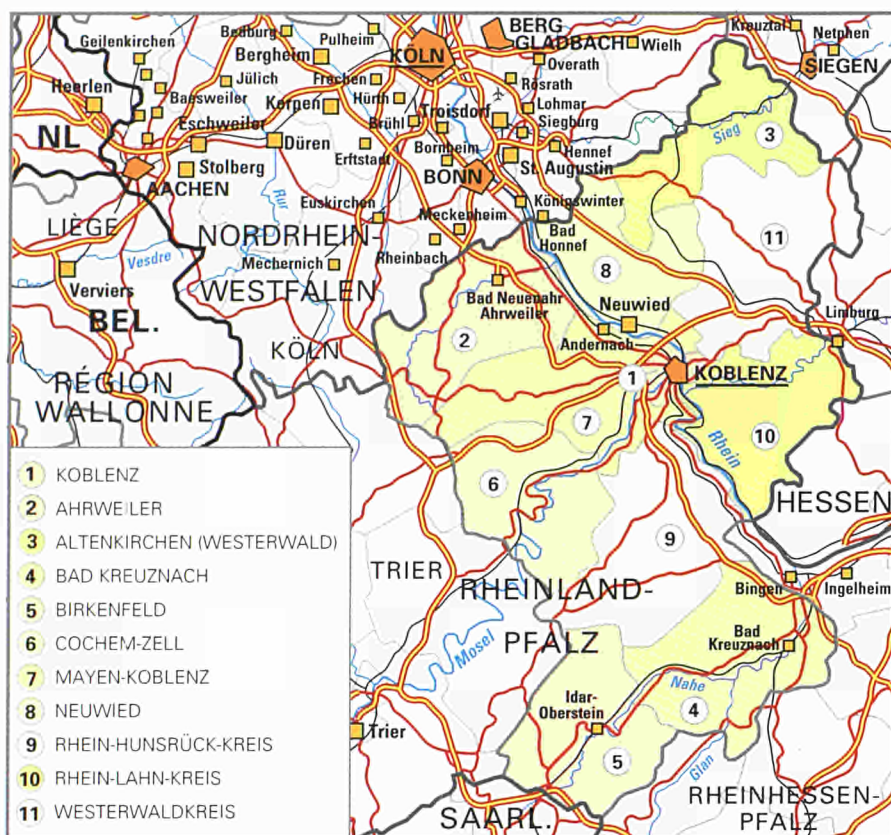 BERG
GLADBACH
Geilenkirchen
Bedburg
Pulheim
Bergheim
KÖLN
Overath
Wielh
Kreuztal
Netphen
SIEGEN
Heerlen
Jülich
Frechen
Rösrath
Baesweiler
Kerpen
Hürth
Troisdorf
Lohmar
Siegburg
Sieg
3
NL
Eschweiler
Düren
Brühl
Bornheim
Hennef
St. Augustin
Stolberg
Erftstadt
AACHEN
BONN
Rur
Euskirchen
Königswinter
LIÈGE
Meckenheim
Bad
Honnef
11
NORDRHEIN-
WESTFALEN
Vesdre
Mechernich
Rheinbach
8
Verviers
Bad Neuenahr
Ahrweiler
Neuwied
Limburg
BEL.
2
Andernach
KÖLN
1
KOBLENZ
RÉGION
WALLONNE
7
Rhein
10
6
HESSEN
9
TRIER
RHEINLAND-
PFALZ
Bingen
Ingelheim
Mosel
Bad
Kreuznach
Nahe
Idar-
Oberstein
4
Trier
5
Glan
RHEINHESSEN-
PFALZ
SAARL.
1 KOBLENZ
2 AHRWEILER
3 ALTENKIRCHEN (WESTERWALD)
4 BAD KREUZNACH
5 BIRKENFELD
6 COCHEM-ZELL
7 MAYEN-KOBLENZ
8 NEUWIED
9 RHEIN-HUNSRÜCK-KREIS
10 RHEIN-LAHN-KREIS
11 WESTERWALDKREIS